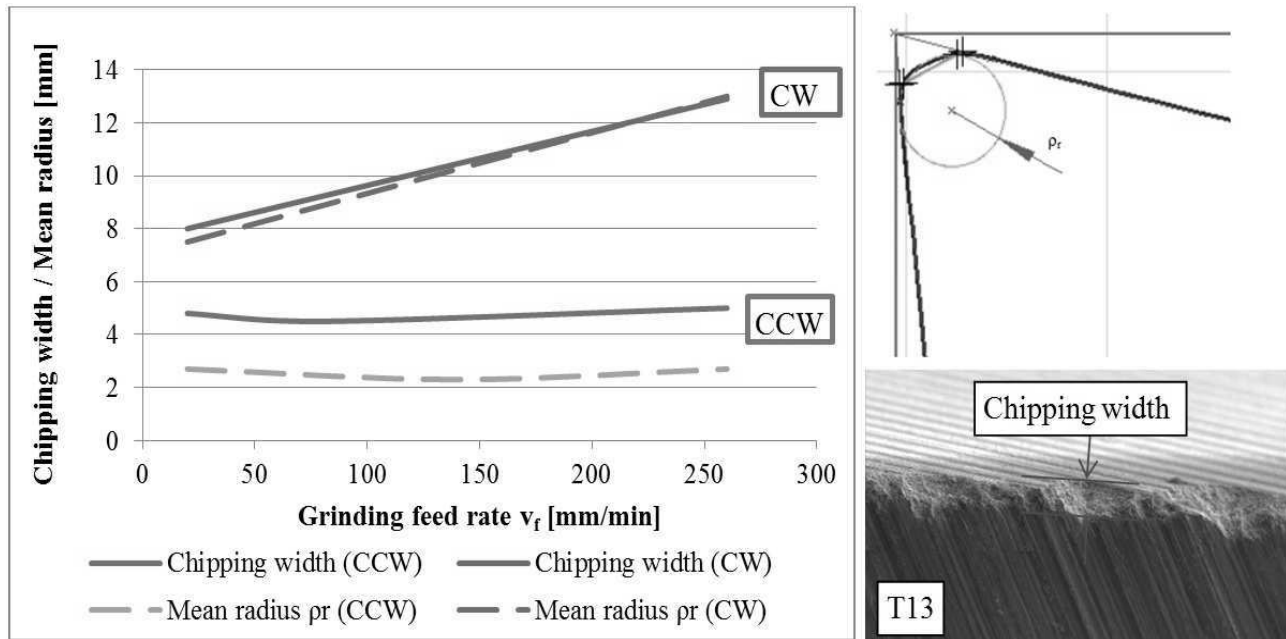 Chipping width / Mean radius [mm]
14
12
10
8
6
4
2
0
0 50 100 150 200 250 300
CW
CCW
Grinding feed rate v_f [mm/min]
Chipping width (CCW) Chipping width (CW)
Mean radius ρr (CCW) Mean radius ρr (CW)
ρr
Chipping width
T13